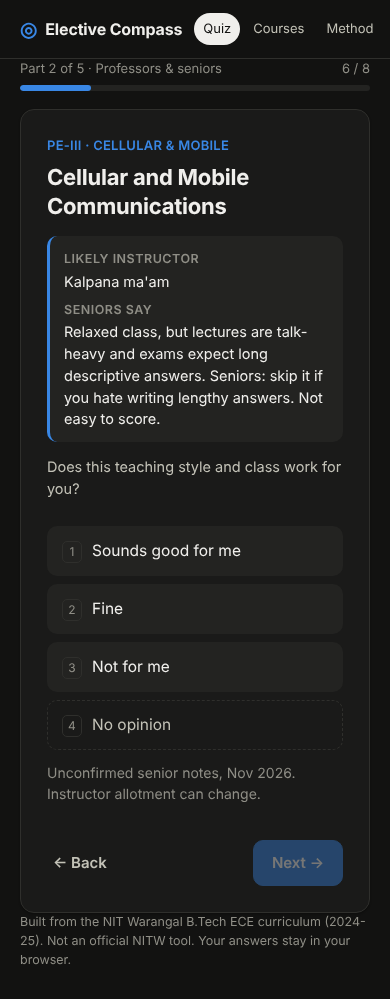 Elective Compass Quiz Courses Method
Part 2 of 5 · Professors & seniors 6 / 8
PE-III · CELLULAR & MOBILE
Cellular and Mobile
Communications
LIKELY INSTRUCTOR
Kalpana ma'am
SENIORS SAY
Relaxed class, but lectures are talk-
heavy and exams expect long
descriptive answers. Seniors: skip it if
you hate writing lengthy answers. Not
easy to score.
Does this teaching style and class work for
you?
1 Sounds good for me
2 Fine
3 Not for me
4 No opinion
Unconfirmed senior notes, Nov 2026.
Instructor allotment can change.
← Back Next →
Built from the NIT Warangal B.Tech ECE curriculum (2024-
25). Not an official NITW tool. Your answers stay in your
browser.